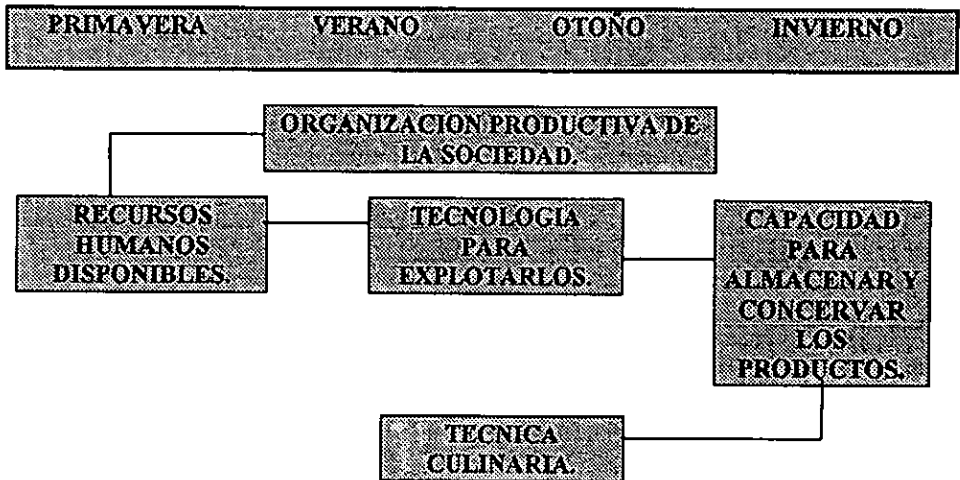 PRIMAVERA VERANO OTOÑO INVIERNO
ORGANIZACION PRODUCTIVA DE
LA SOCIEDAD.
RECURSOS
HUMANOS
DISPONIBLES.
TECNOLOGIA
PARA
EXPLOTARLOS.
CAPACIDAD
PARA
ALMACENAR Y
CONCERVAR
LOS
PRODUCTOS.
TECNICA
CULINARIA.